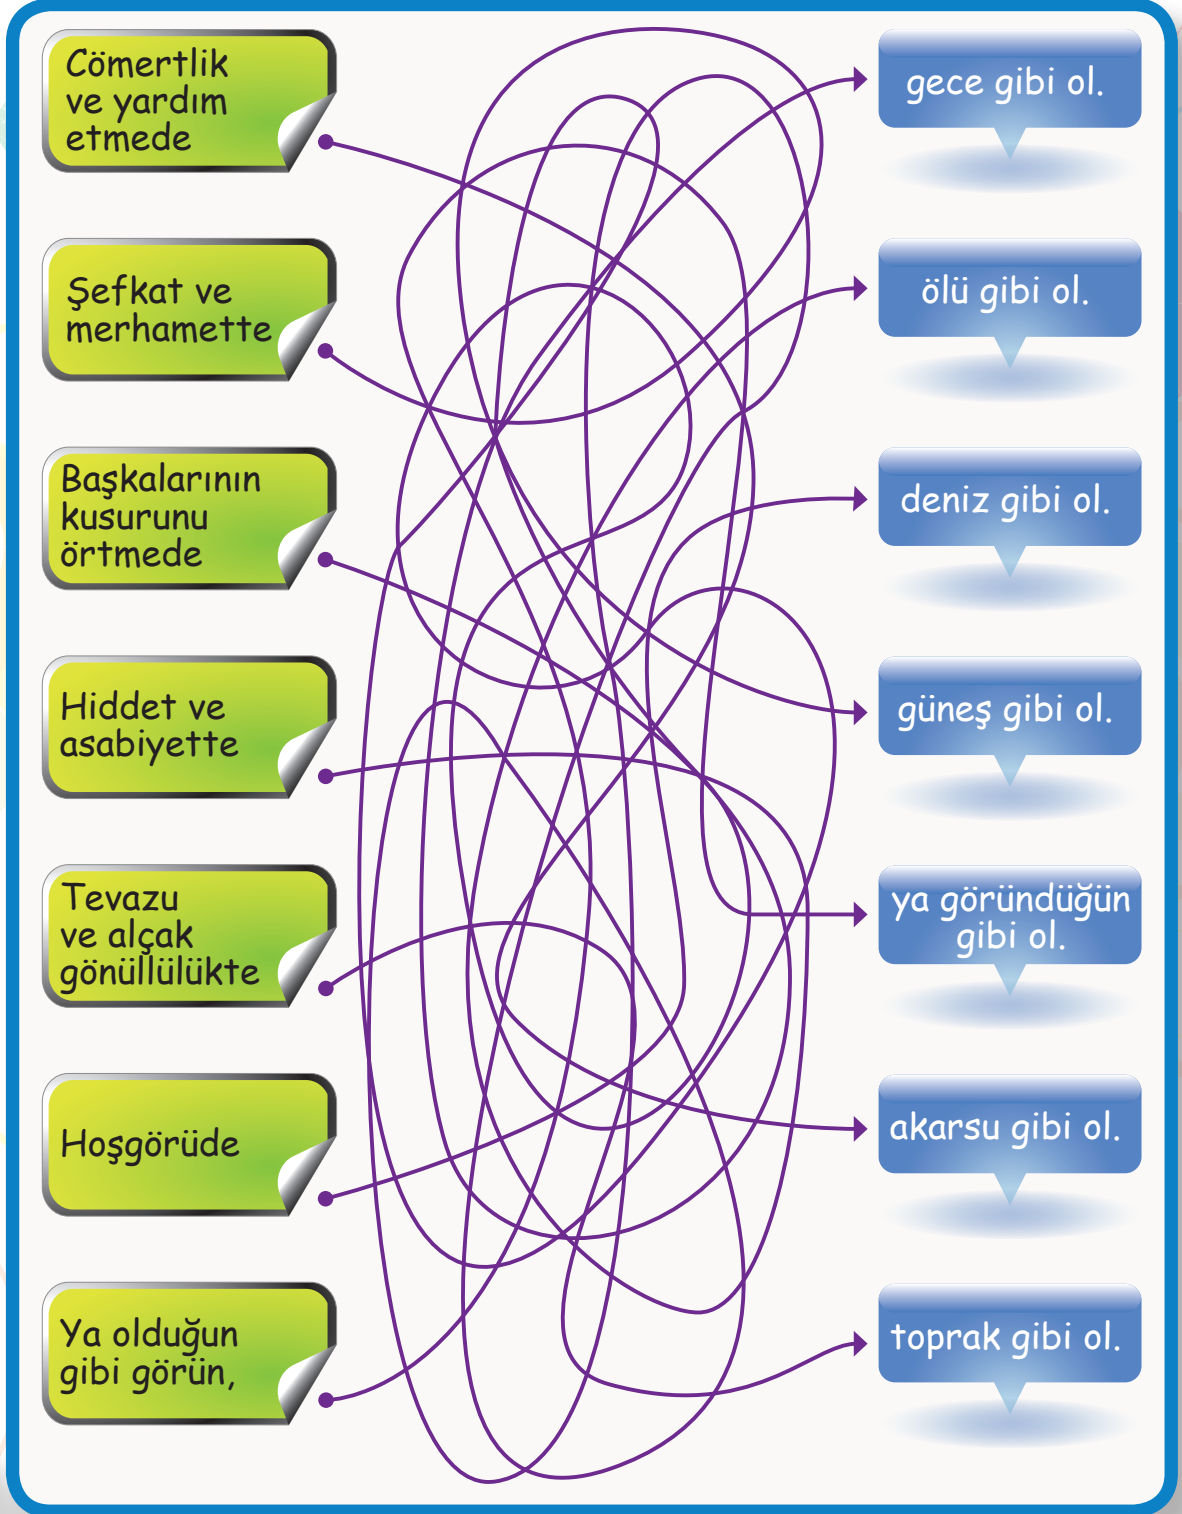 Cömertlik
ve yardım
etmede
gece gibi ol.
Şefkat ve
merhamette
ölü gibi ol.
Başkalarının
kusurunu
örtmede
deniz gibi ol.
Hiddet ve
asabiyette
güneş gibi ol.
Tevazu
ve alçak
gönüllülükte
ya göründüğün
gibi ol.
Hoşgörüde
akarsu gibi ol.
Ya olduğun
gibi görün,
toprak gibi ol.